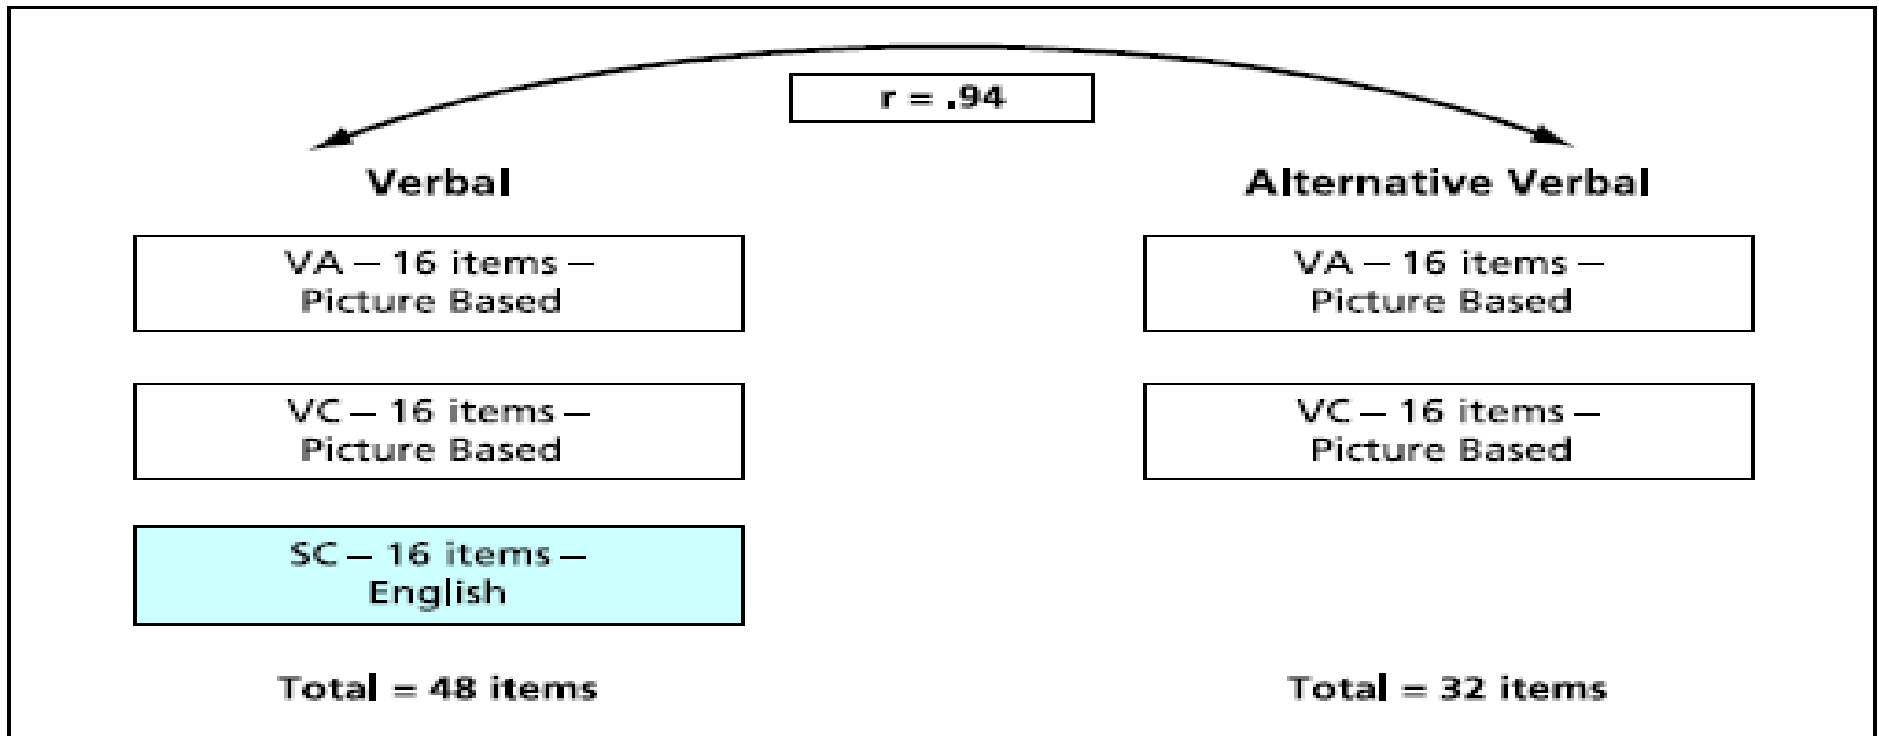 r = .94
Verbal
Alternative Verbal
VA – 16 items –
Picture Based
VA – 16 items –
Picture Based
VC – 16 items –
Picture Based
VC – 16 items –
Picture Based
SC – 16 items –
English
Total = 48 items
Total = 32 items